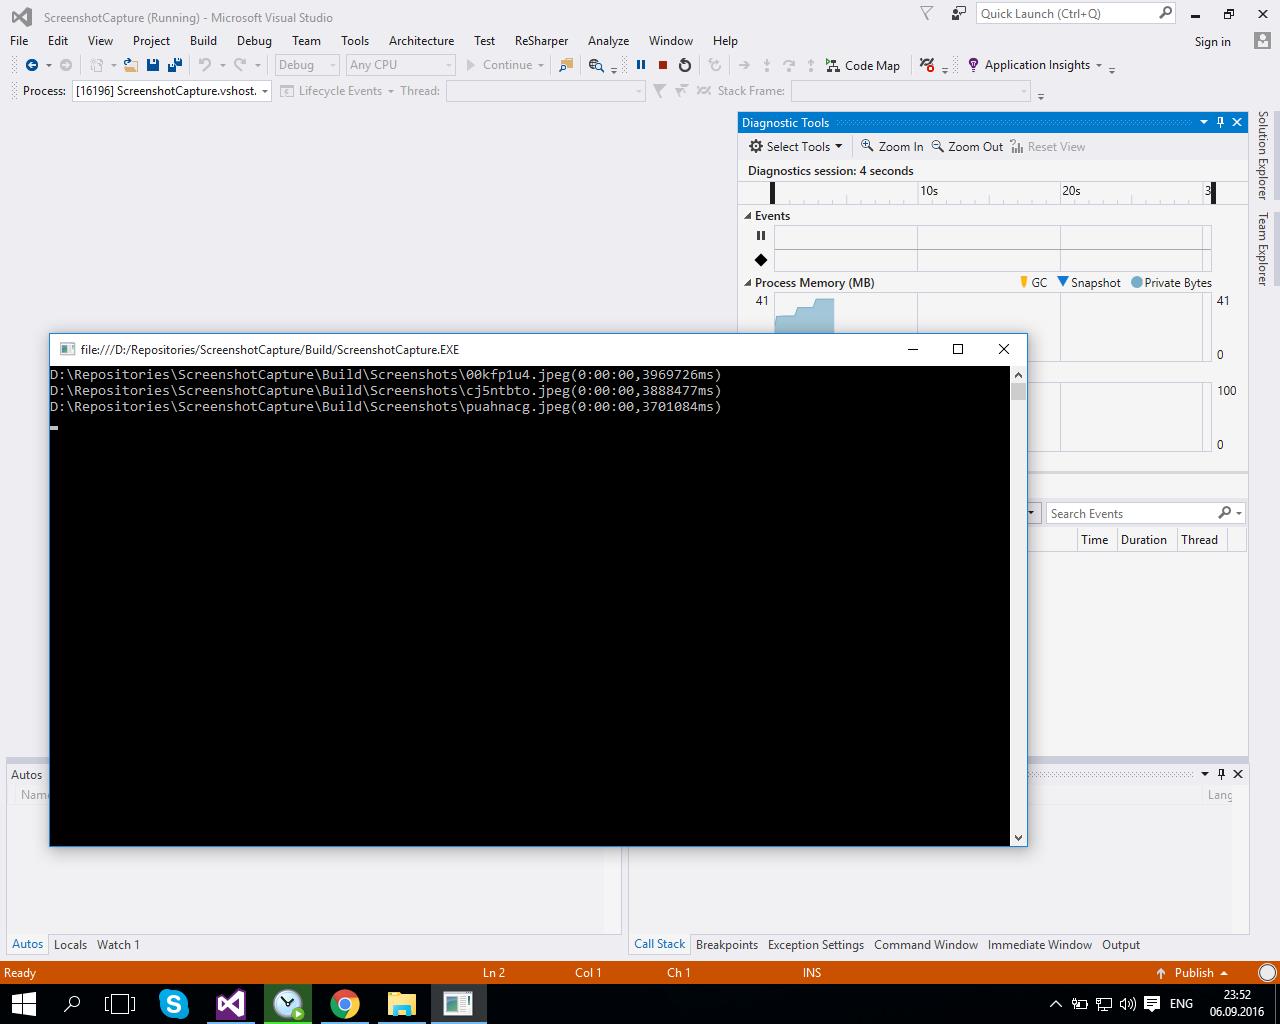 ScreenshotCapture (Running) - Microsoft Visual Studio
Quick Launch (Ctrl+Q)
File Edit View Project Build Debug Team Tools Architecture Test ReSharper Analyze Window Help
Sign in
Debug Any CPU Continue Code Map Application Insights
Process: [16196] ScreenshotCapture.vshost. Lifecycle Events Thread: Stack Frame:
Diagnostic Tools
Select Tools Zoom In Zoom Out Reset View
Diagnostics session: 4 seconds
10s 20s 3
Events
Process Memory (MB) GC Snapshot Private Bytes
41 41
0
100
0
Solution Explorer
Team Explorer
file:///D:/Repositories/ScreenshotCapture/Build/ScreenshotCapture.EXE
D:\Repositories\ScreenshotCapture\Build\Screenshots\00kfp1u4.jpeg(0:00:00,3969726ms)
D:\Repositories\ScreenshotCapture\Build\Screenshots\cj5ntbto.jpeg(0:00:00,3888477ms)
D:\Repositories\ScreenshotCapture\Build\Screenshots\puahnacg.jpeg(0:00:00,3701084ms)
Search Events
Time Duration Thread
Autos
Name
Lang
Autos Locals Watch 1
Call Stack Breakpoints Exception Settings Command Window Immediate Window Output
Ready Ln 2 Col 1 Ch 1 INS Publish
ENG
23:52
06.09.2016